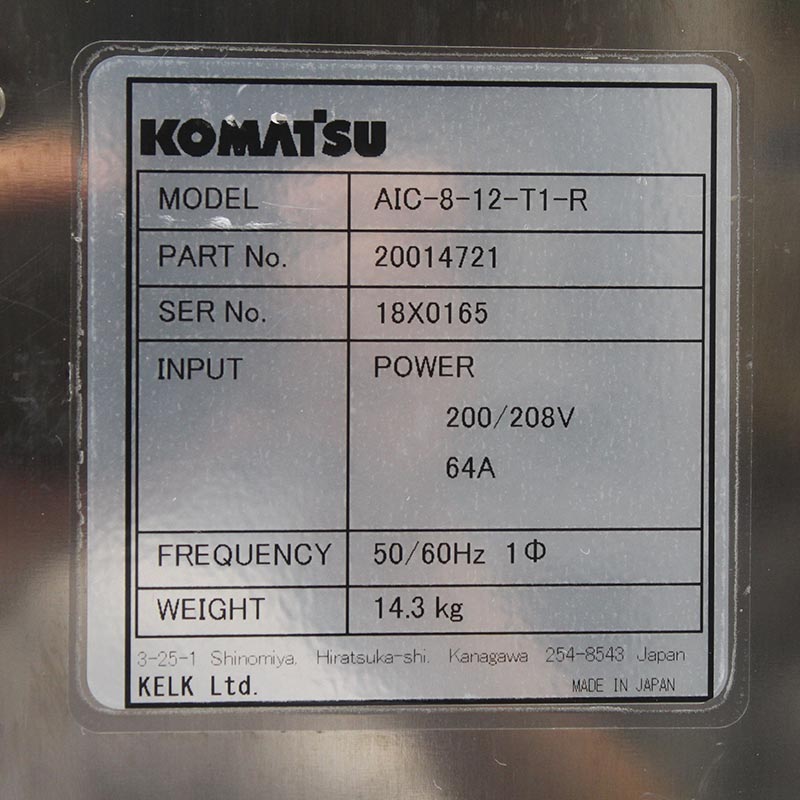 KOMATSU
MODEL AIC-8-12-T1-R
PART No. 20014721
SER No. 18X0165
INPUT POWER
200/208V
64A
FREQUENCY 50/60Hz 1Φ
WEIGHT 14.3 kg
3-25-1 Shinomiya, Hiratsuka-shi, Kanagawa 254-8543 Japan
KELK Ltd. MADE IN JAPAN